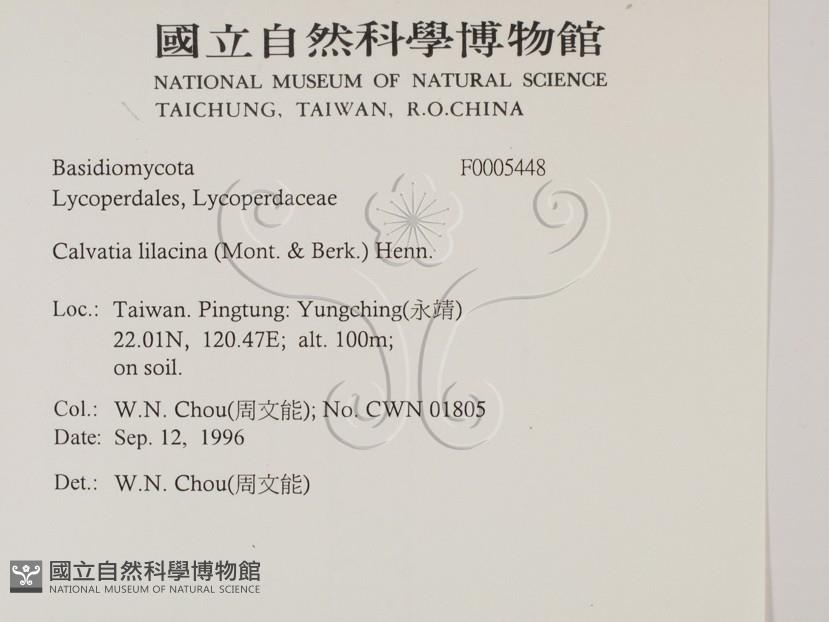 國立自然科學博物館
NATIONAL MUSEUM OF NATURAL SCIENCE
TAICHUNG, TAIWAN, R.O.CHINA
Basidiomycota F0005448
Lycoperdales, Lycoperdaceae
Calvatia lilacina (Mont. & Berk.) Henn.
Loc.: Taiwan. Pingtung: Yungching(永靖)
22.01N, 120.47E; alt. 100m;
on soil.
Col.: W.N. Chou(周文能); No. CWN 01805
Date: Sep. 12, 1996
Det.: W.N. Chou(周文能)
國立自然科學博物館
NATIONAL MUSEUM OF NATURAL SCIENCE